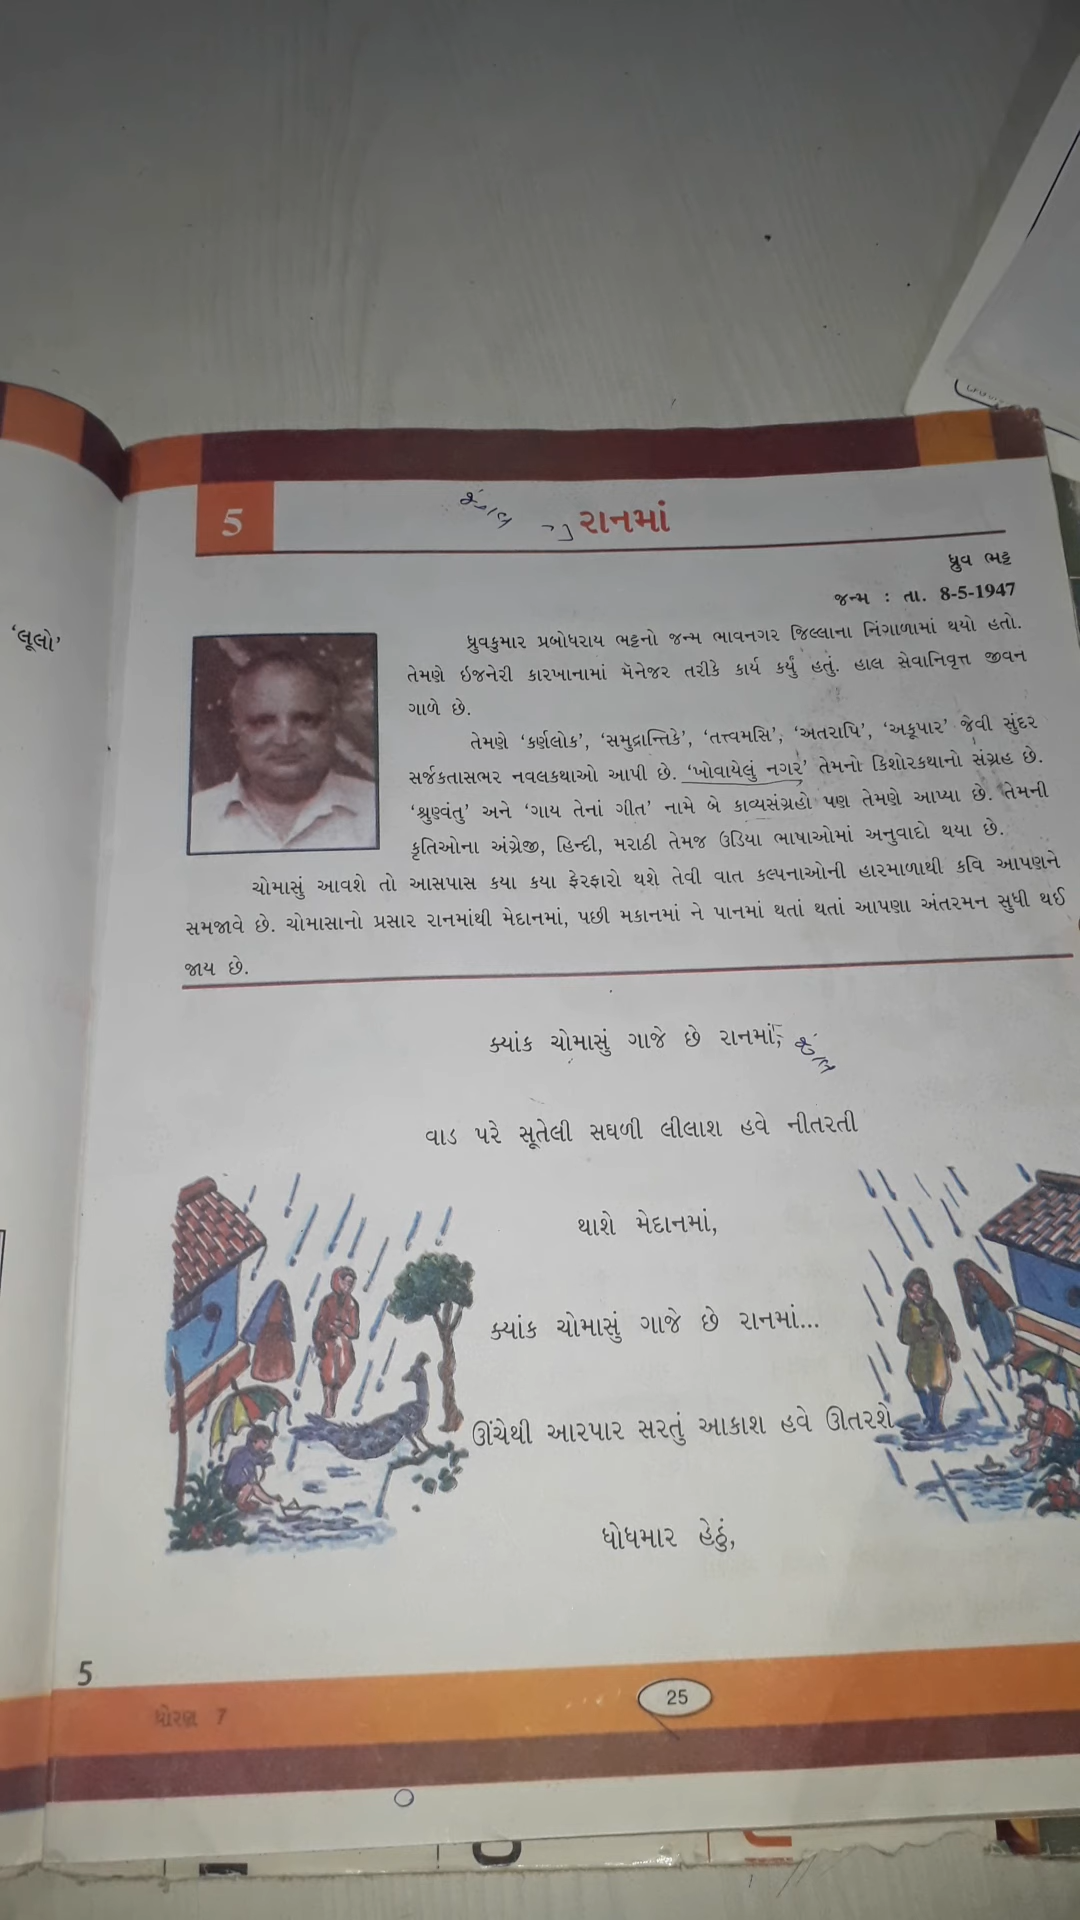 'લૂલો'
5
જંગલ
રાનમાં
ધ્રુવ ભટ્ટ
જન્મ : તા. 8-5-1947
ધ્રુવકુમાર પ્રબોધરાય ભટ્ટનો જન્મ ભાવનગર જિલ્લાના નિંગાળામાં થયો હતો.
તેમણે ઇજનેરી કારખાનામાં મૅનેજર તરીકે કાર્ય કર્યું હતું. હાલ સેવાનિવૃત્ત જીવન
ગાળે છે.
તેમણે 'કર્ણલોક', 'સમુદ્રાન્તિકે', 'તત્ત્વમસિ', 'અતરાપિ', 'અકૂપાર' જેવી સુંદર
સર્જકતાસભર નવલકથાઓ આપી છે. 'ખોવાયેલું નગર' તેમનો કિશોરકથાનો સંગ્રહ છે.
'શ્રુણ્વંતુ' અને 'ગાય તેનાં ગીત' નામે બે કાવ્યસંગ્રહો પણ તેમણે આપ્યા છે. તેમની
કૃતિઓના અંગ્રેજી, હિન્દી, મરાઠી તેમજ ઉડિયા ભાષાઓમાં અનુવાદો થયા છે.
ચોમાસું આવશે તો આસપાસ કયા કયા ફેરફારો થશે તેવી વાત કલ્પનાઓની હારમાળાથી કવિ આપણને
સમજાવે છે. ચોમાસાનો પ્રસાર રાનમાંથી મેદાનમાં, પછી મકાનમાં ને પાનમાં થતાં થતાં આપણા અંતરમન સુધી થઈ
જાય છે.
ક્યાંક ચોમાસું ગાજે છે રાનમાં,
વાડ પરે સૂતેલી સઘળી લીલાશ હવે નીતરતી
થાશે મેદાનમાં,
ક્યાંક ચોમાસું ગાજે છે રાનમાં...
ઊંચેથી આરપાર સરતું આકાશ હવે ઊતરશે
ધોધમાર હેઠું,
5
ધોરણ 7
25